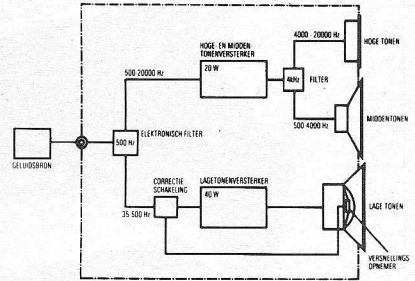 HOGE- EN MIDDEN-
TONENVERSTERKER
20 W
4000 - 20000 Hz
HOGE TONEN
500-20000 Hz
4kHz
FILTER
500 4000 Hz
MIDDENTONEN
GELUIDSBRON
500 Hz
ELEKTRONISCH FILTER
CORRECTIE
SCHAKELING
LAGETONENVERSTERKER
40 W
35 500 Hz
LAGE TONEN
VERSNELLINGS
OPNEMER